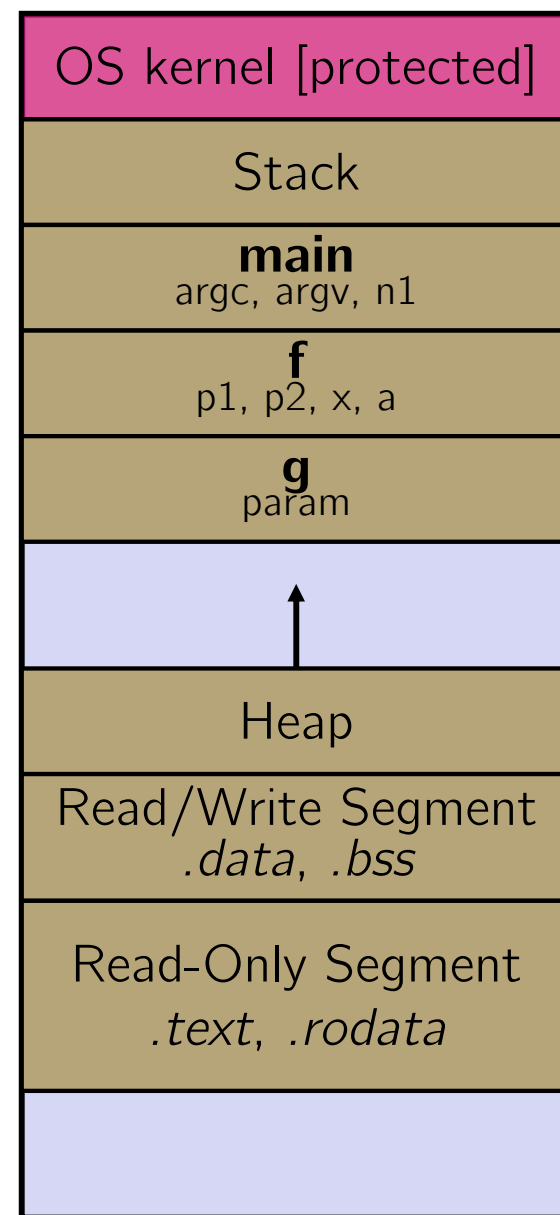 OS kernel [protected]
Stack
main
argc, argv, n1
f
p1, p2, x, a
g
param
Heap
Read/Write Segment
.data, .bss
Read-Only Segment
.text, .rodata